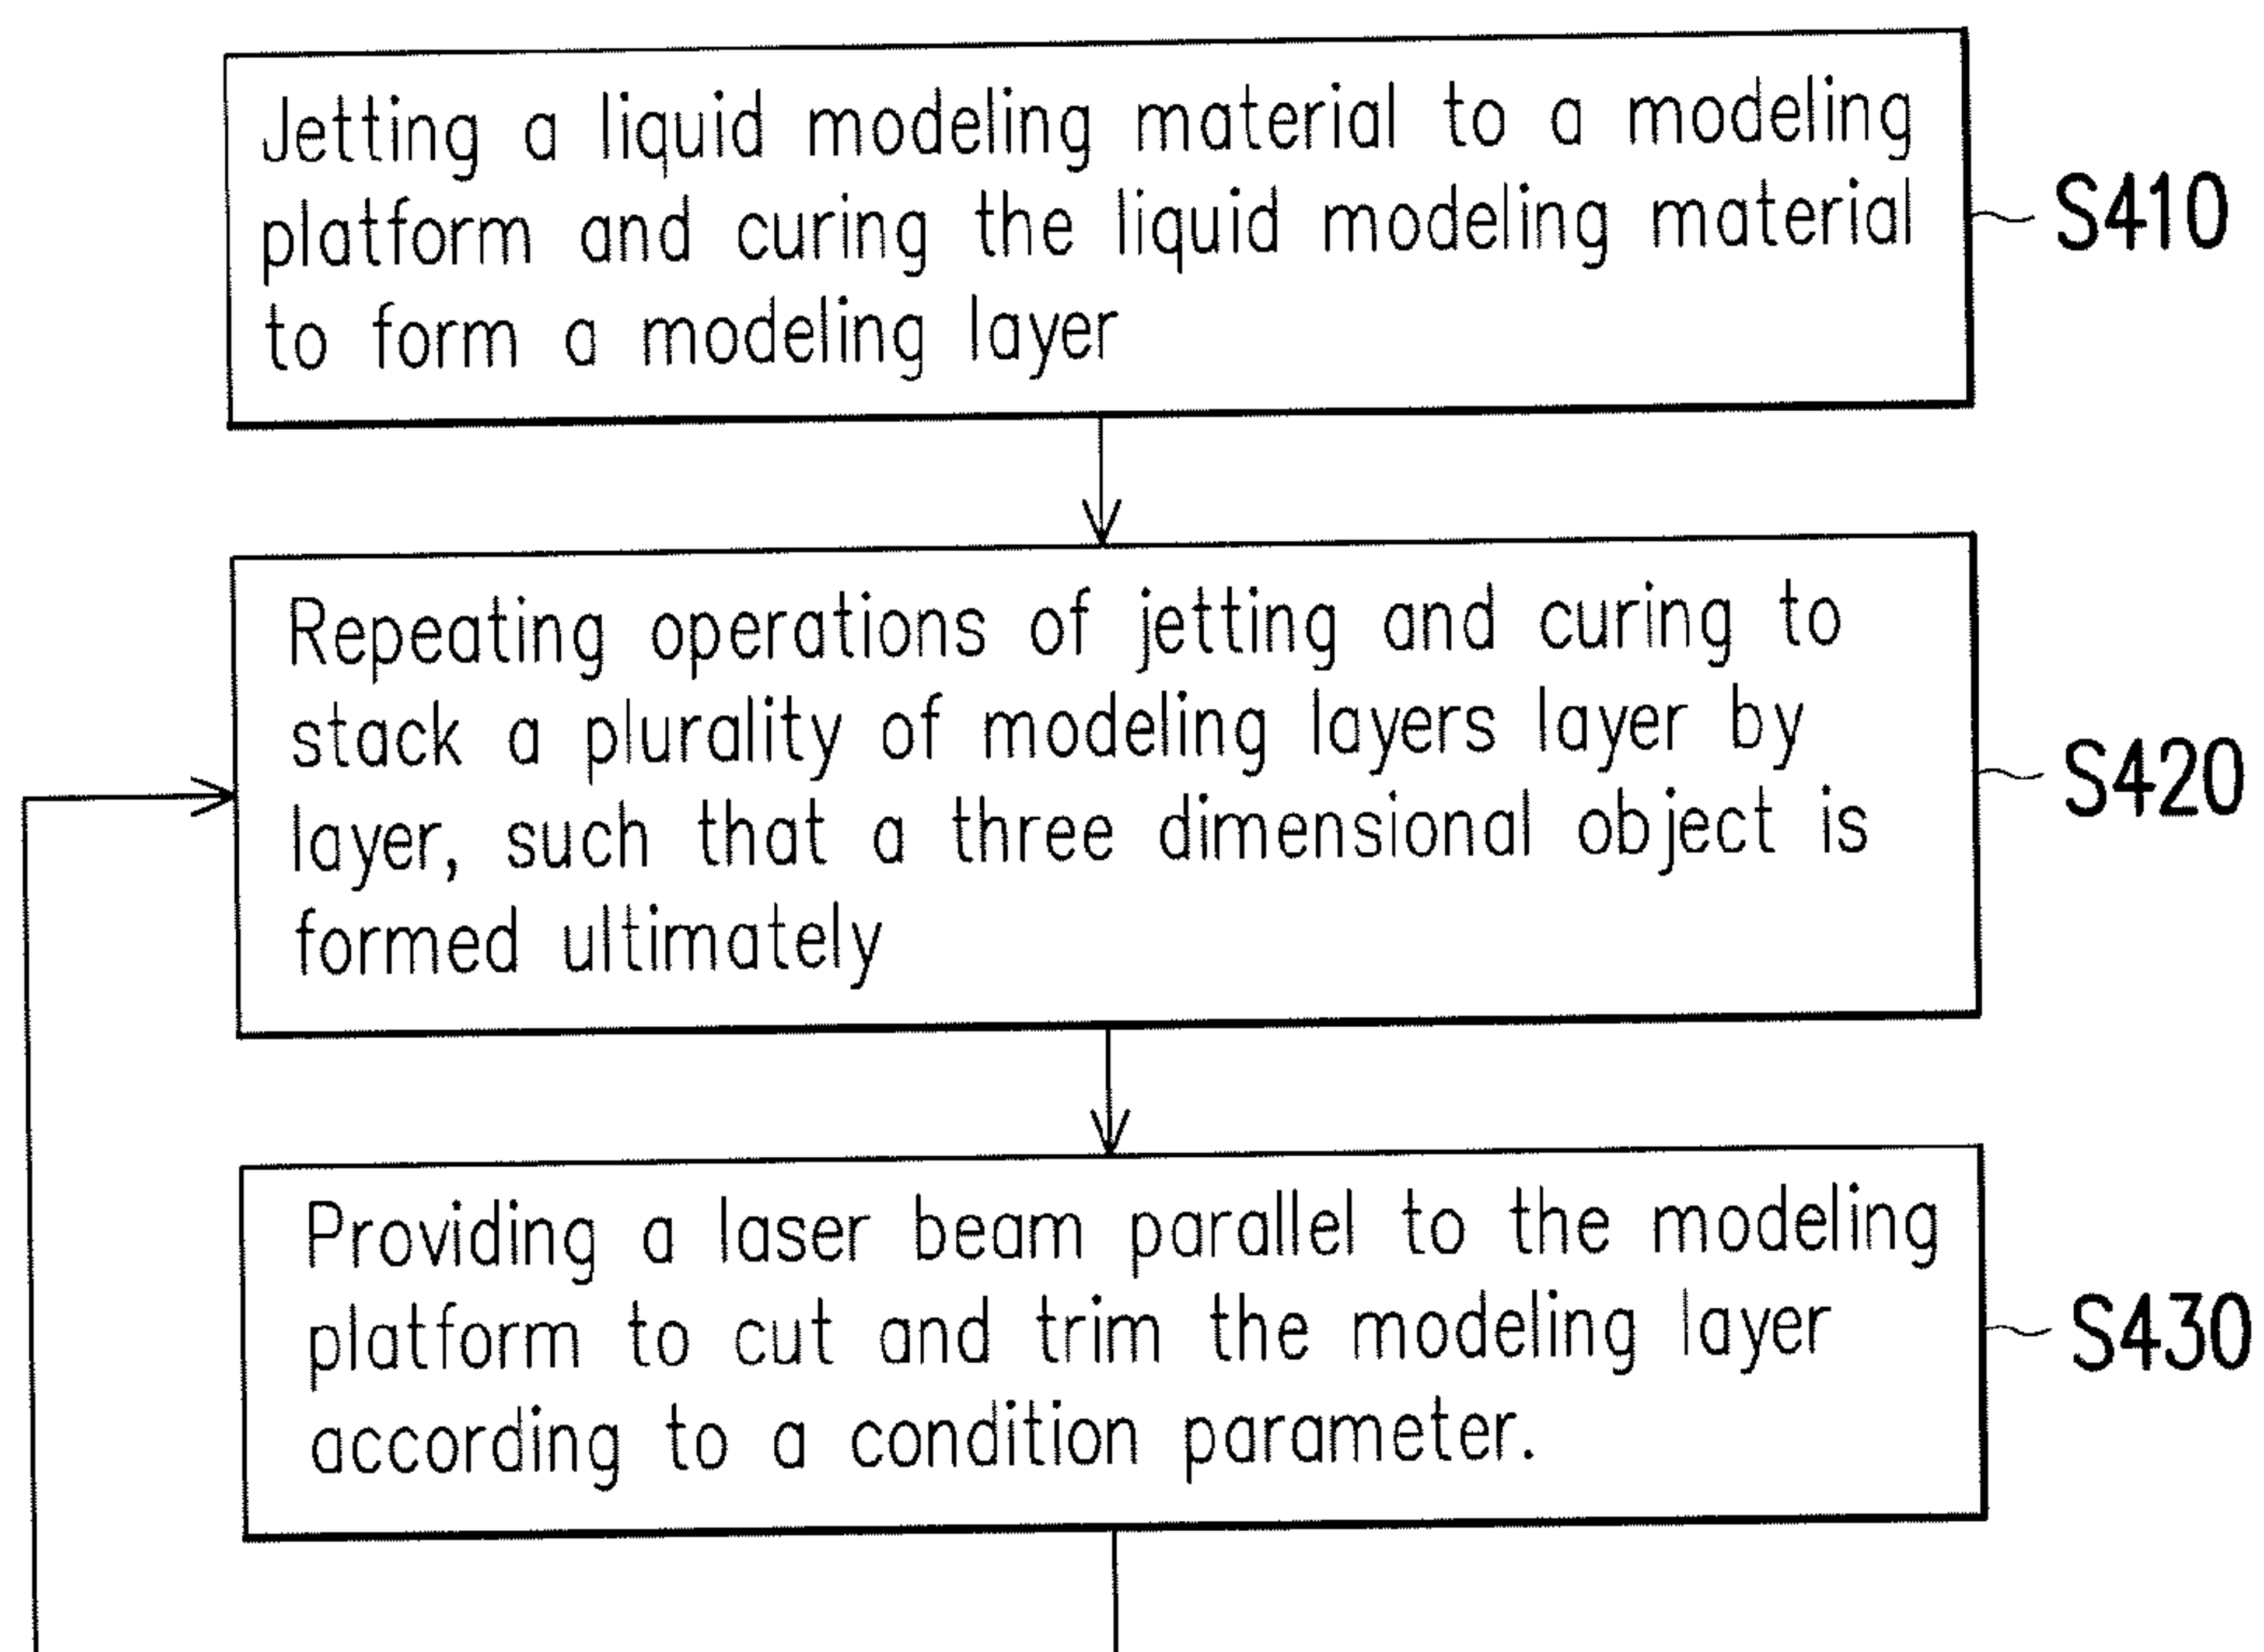 Jetting a liquid modeling material to a modeling
platform and curing the liquid modeling material
to form a modeling layer
S410
Repeating operations of jetting and curing to
stack a plurality of modeling layers layer by
layer, such that a three dimensional object is
formed ultimately
S420
Providing a laser beam parallel to the modeling
platform to cut and trim the modeling layer
according to a condition parameter.
S430